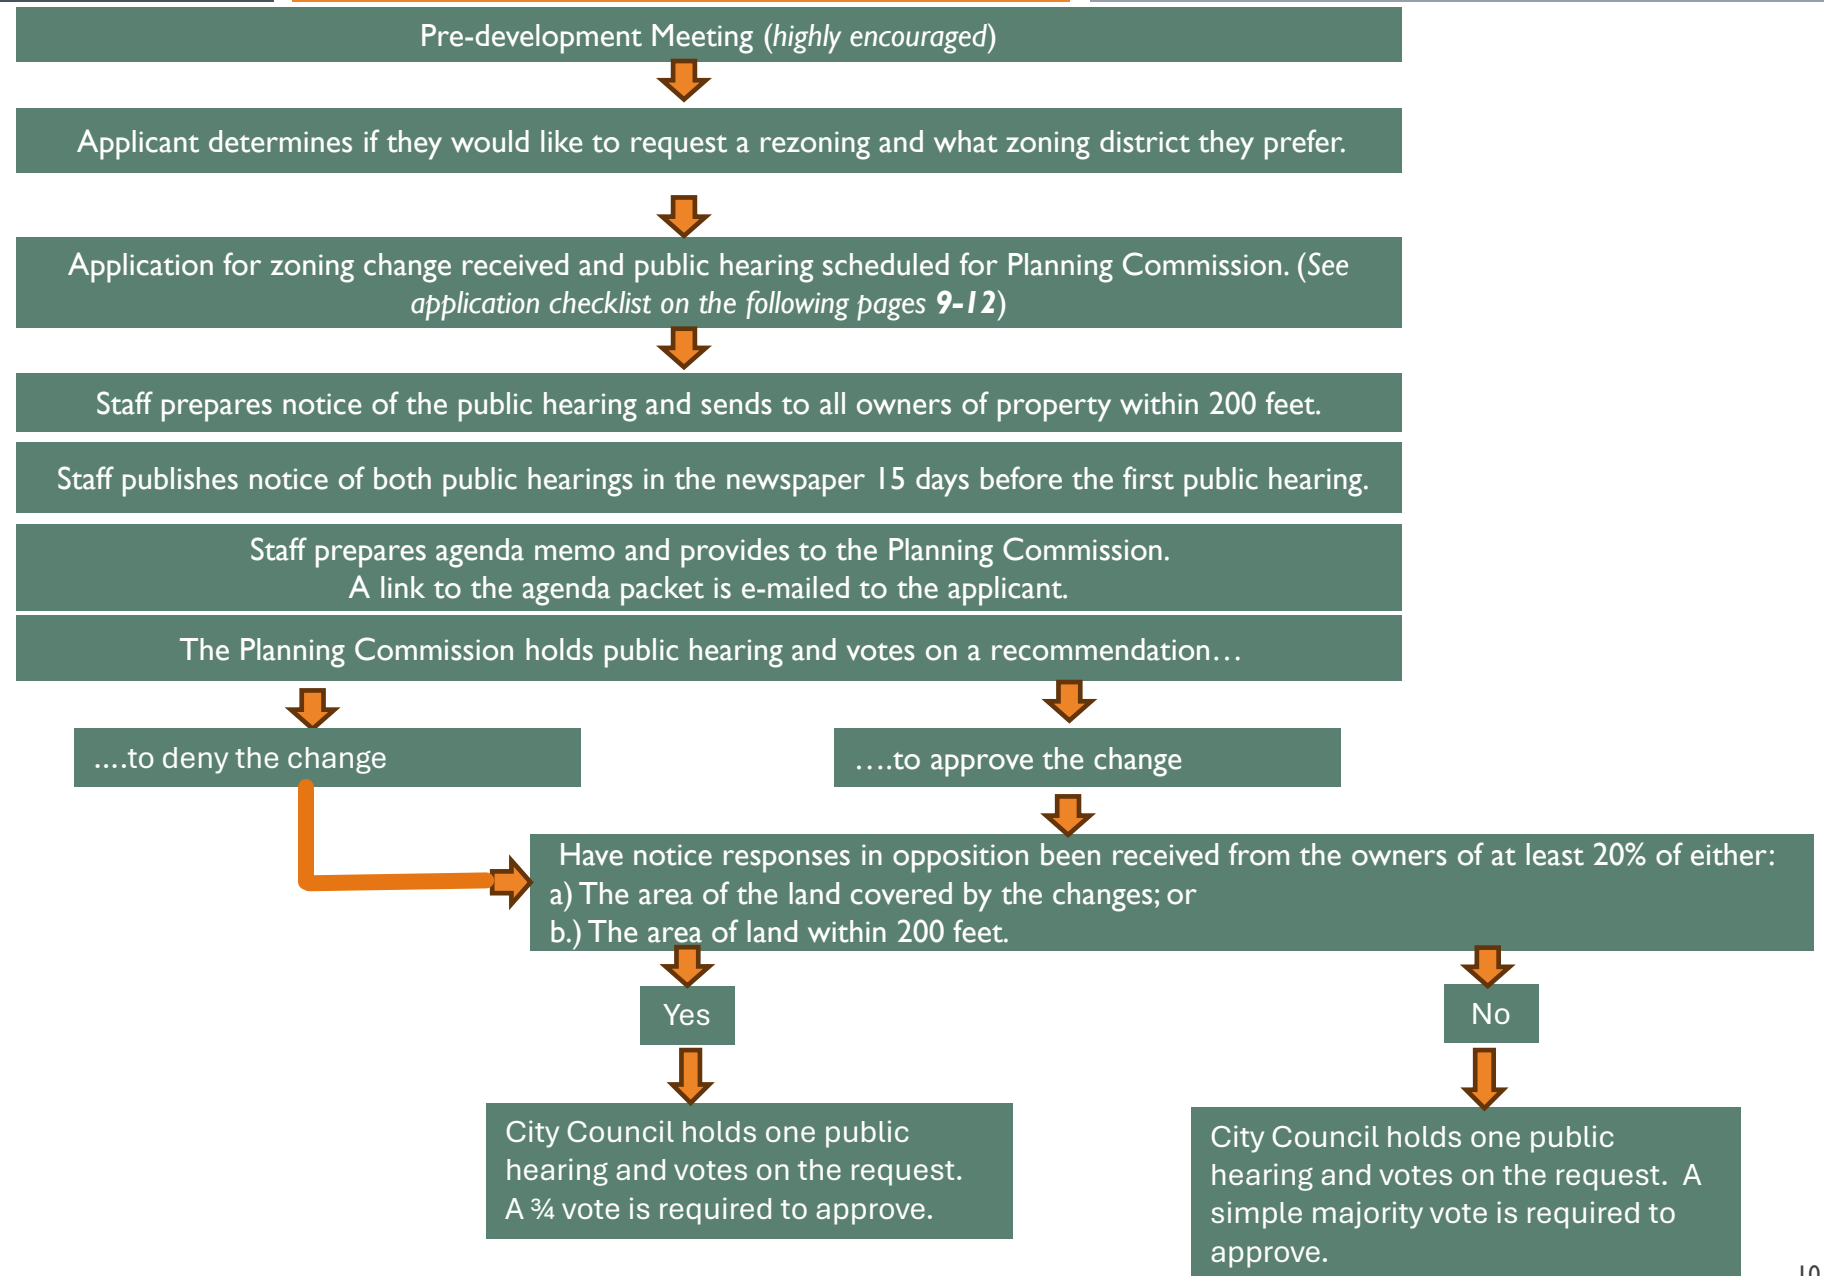 Pre-development Meeting (highly encouraged)
Applicant determines if they would like to request a rezoning and what zoning district they prefer.
Application for zoning change received and public hearing scheduled for Planning Commission. (See
application checklist on the following pages 9-12)
Staff prepares notice of the public hearing and sends to all owners of property within 200 feet.
Staff publishes notice of both public hearings in the newspaper 15 days before the first public hearing.
Staff prepares agenda memo and provides to the Planning Commission.
A link to the agenda packet is e-mailed to the applicant.
The Planning Commission holds public hearing and votes on a recommendation…
….to deny the change
….to approve the change
Have notice responses in opposition been received from the owners of at least 20% of either:
a) The area of the land covered by the changes; or
b.) The area of land within 200 feet.
Yes
No
City Council holds one public
hearing and votes on the request.
A ¾ vote is required to approve.
City Council holds one public
hearing and votes on the request.  A
simple majority vote is required to
approve.
10